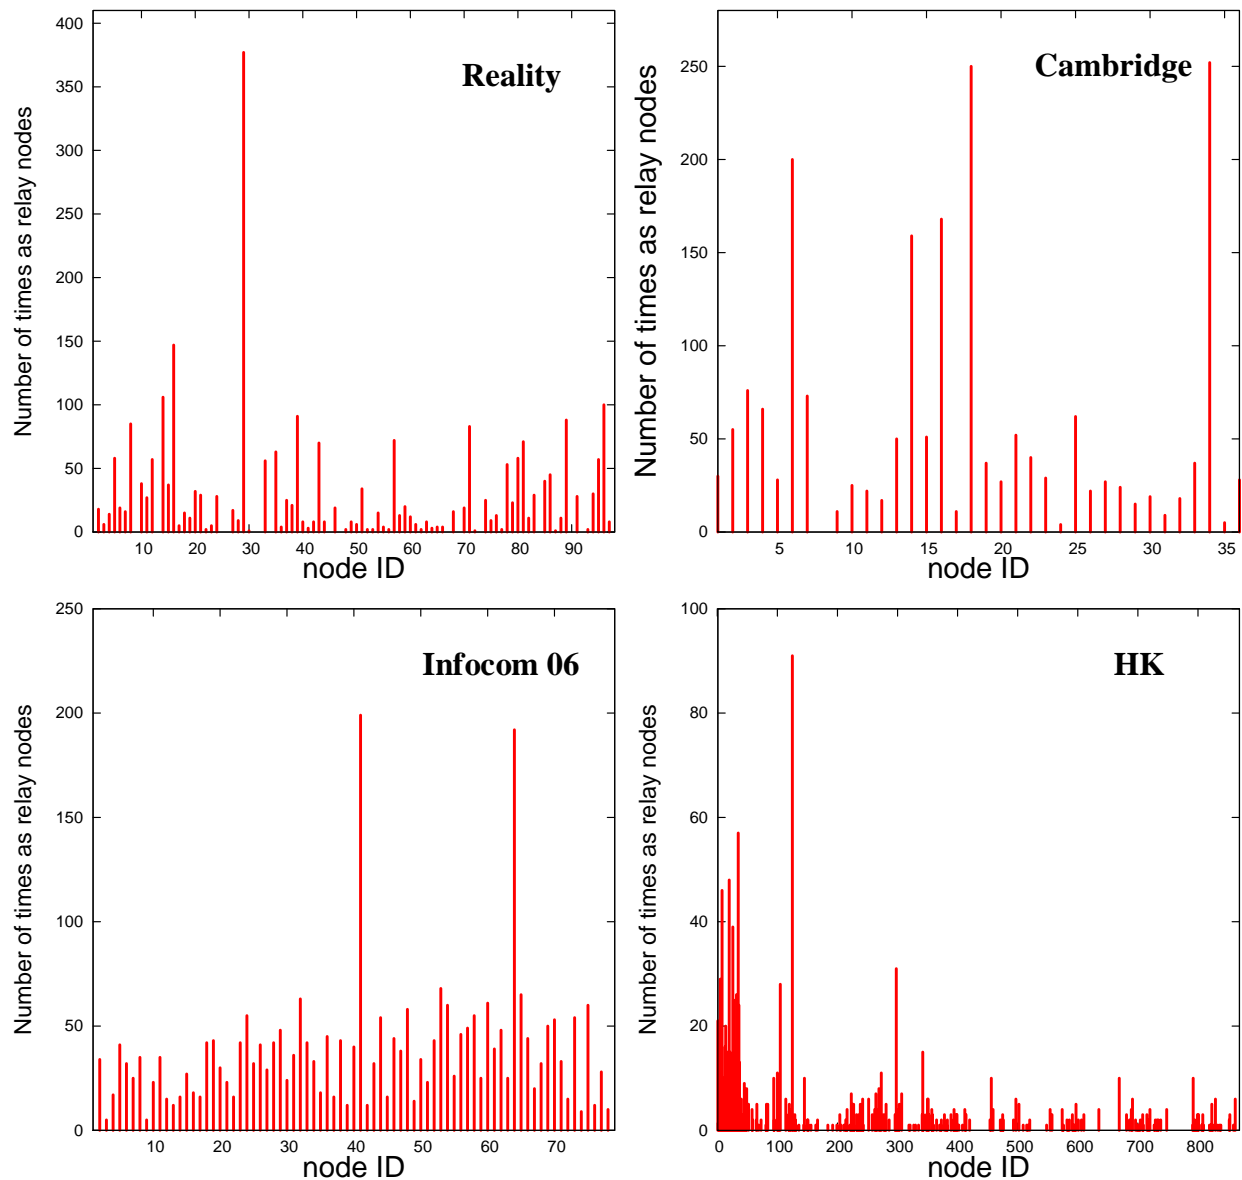 Reality
Number of times as relay nodes
400
350
300
250
200
150
100
50
0
10 20 30 40 50 60 70 80 90
node ID
Cambridge
Number of times as relay nodes
250
200
150
100
50
0
5 10 15 20 25 30 35
node ID
Infocom 06
Number of times as relay nodes
250
200
150
100
50
0
10 20 30 40 50 60 70
node ID
HK
Number of times as relay nodes
100
80
60
40
20
0
0 100 200 300 400 500 600 700 800
node ID